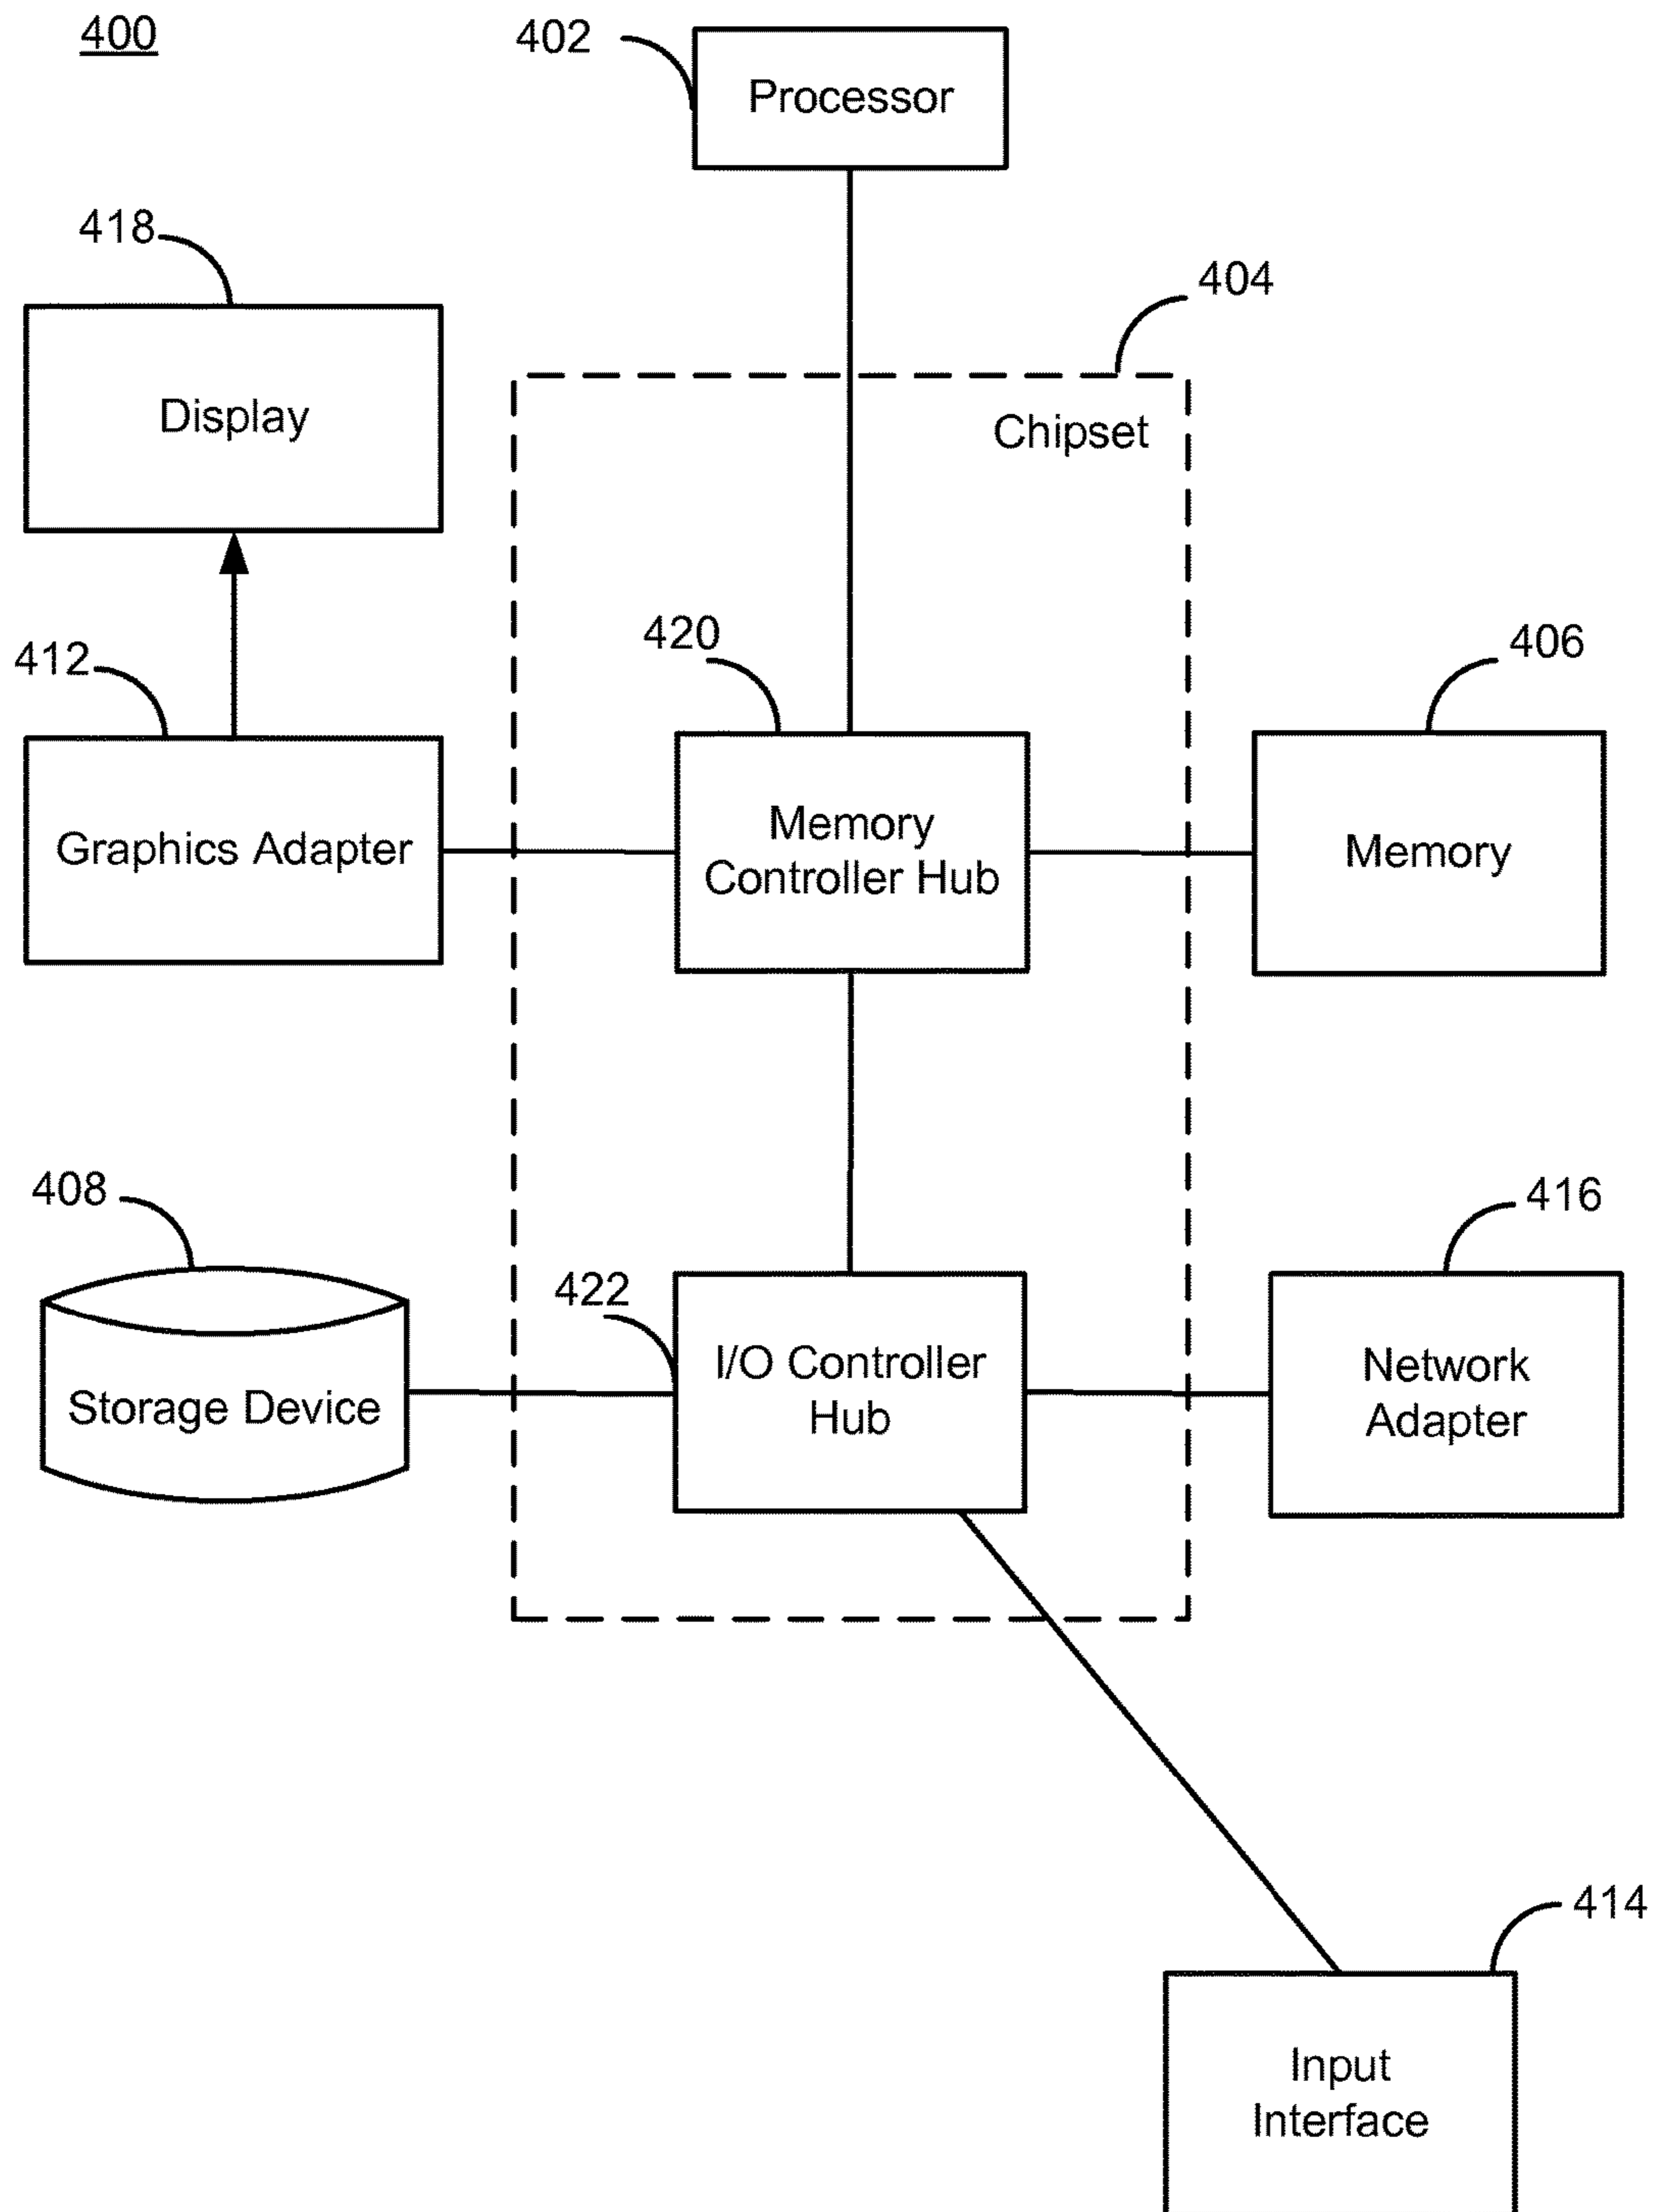 400
402
Processor
418
404
Display
Chipset
420
406
412
Graphics Adapter
Memory
Controller Hub
Memory
408
416
422
Storage Device
I/O Controller
Hub
Network
Adapter
414
Input
Interface